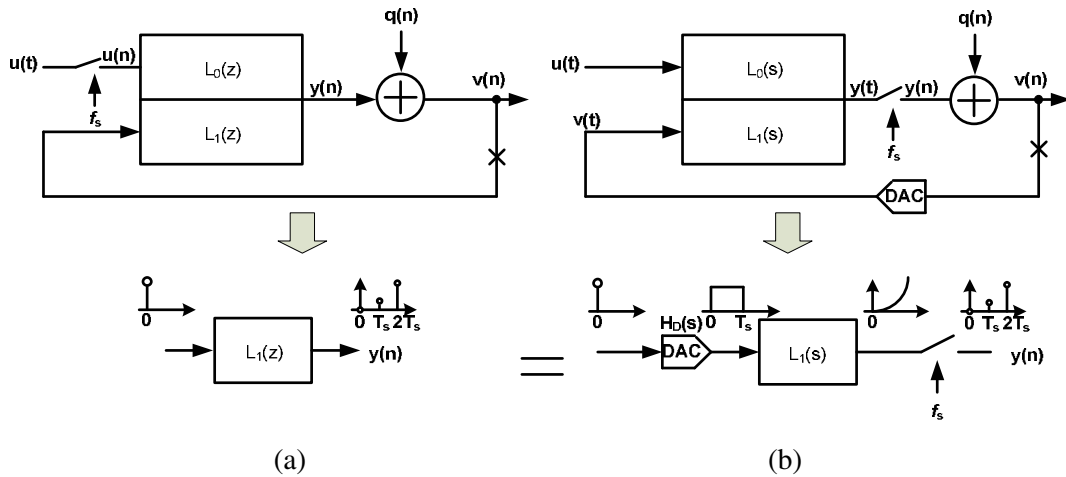 u(t)
u(n)
fs
L0(z)
L1(z)
y(n)
q(n)
v(n)
u(t)
v(t)
L0(s)
L1(s)
y(t)
y(n)
fs
q(n)
v(n)
DAC
0
L1(z)
0 Ts 2Ts
y(n)
0
HD(s)
DAC
0 Ts
L1(s)
0
fs
0 Ts 2Ts
y(n)
(a)
(b)